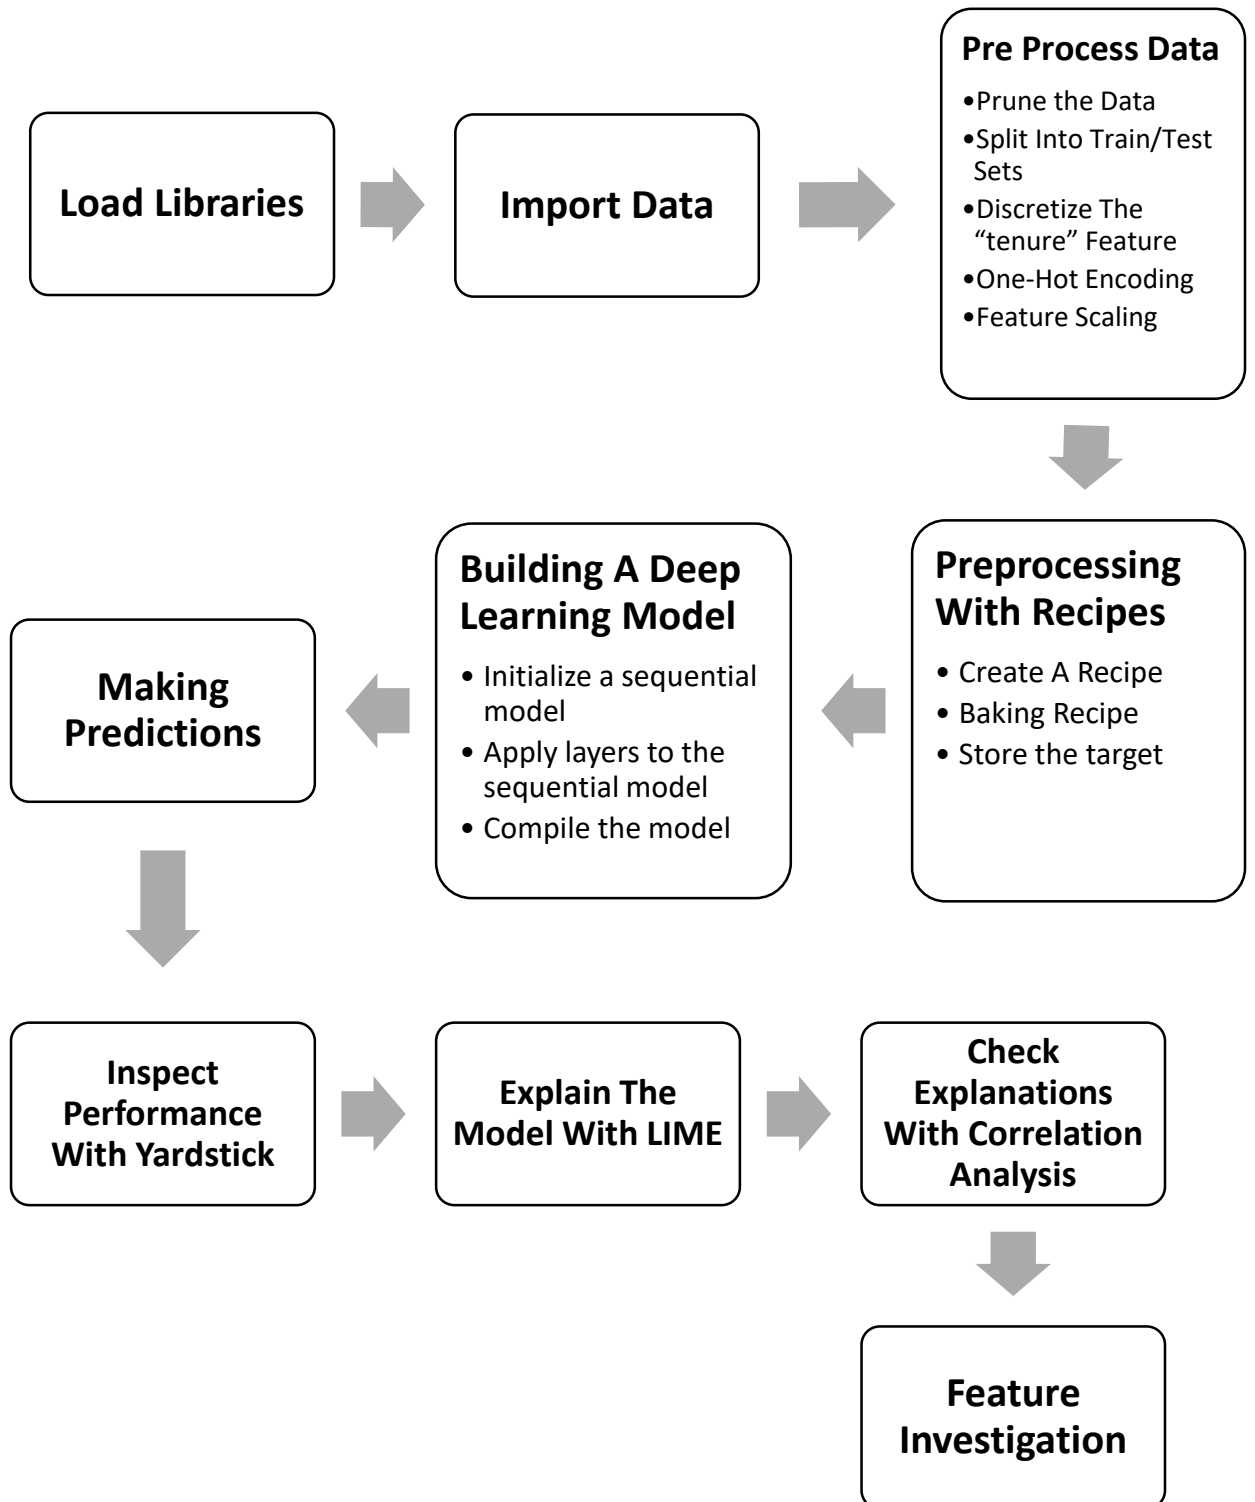 Load Libraries
Import Data
Pre Process Data
•Prune the Data
•Split Into Train/Test
Sets
•Discretize The
“tenure” Feature
•One-Hot Encoding
•Feature Scaling
Preprocessing
With Recipes
• Create A Recipe
• Baking Recipe
• Store the target
Building A Deep
Learning Model
• Initialize a sequential
model
• Apply layers to the
sequential model
• Compile the model
Making
Predictions
Inspect
Performance
With Yardstick
Explain The
Model With LIME
Check
Explanations
With Correlation
Analysis
Feature
Investigation